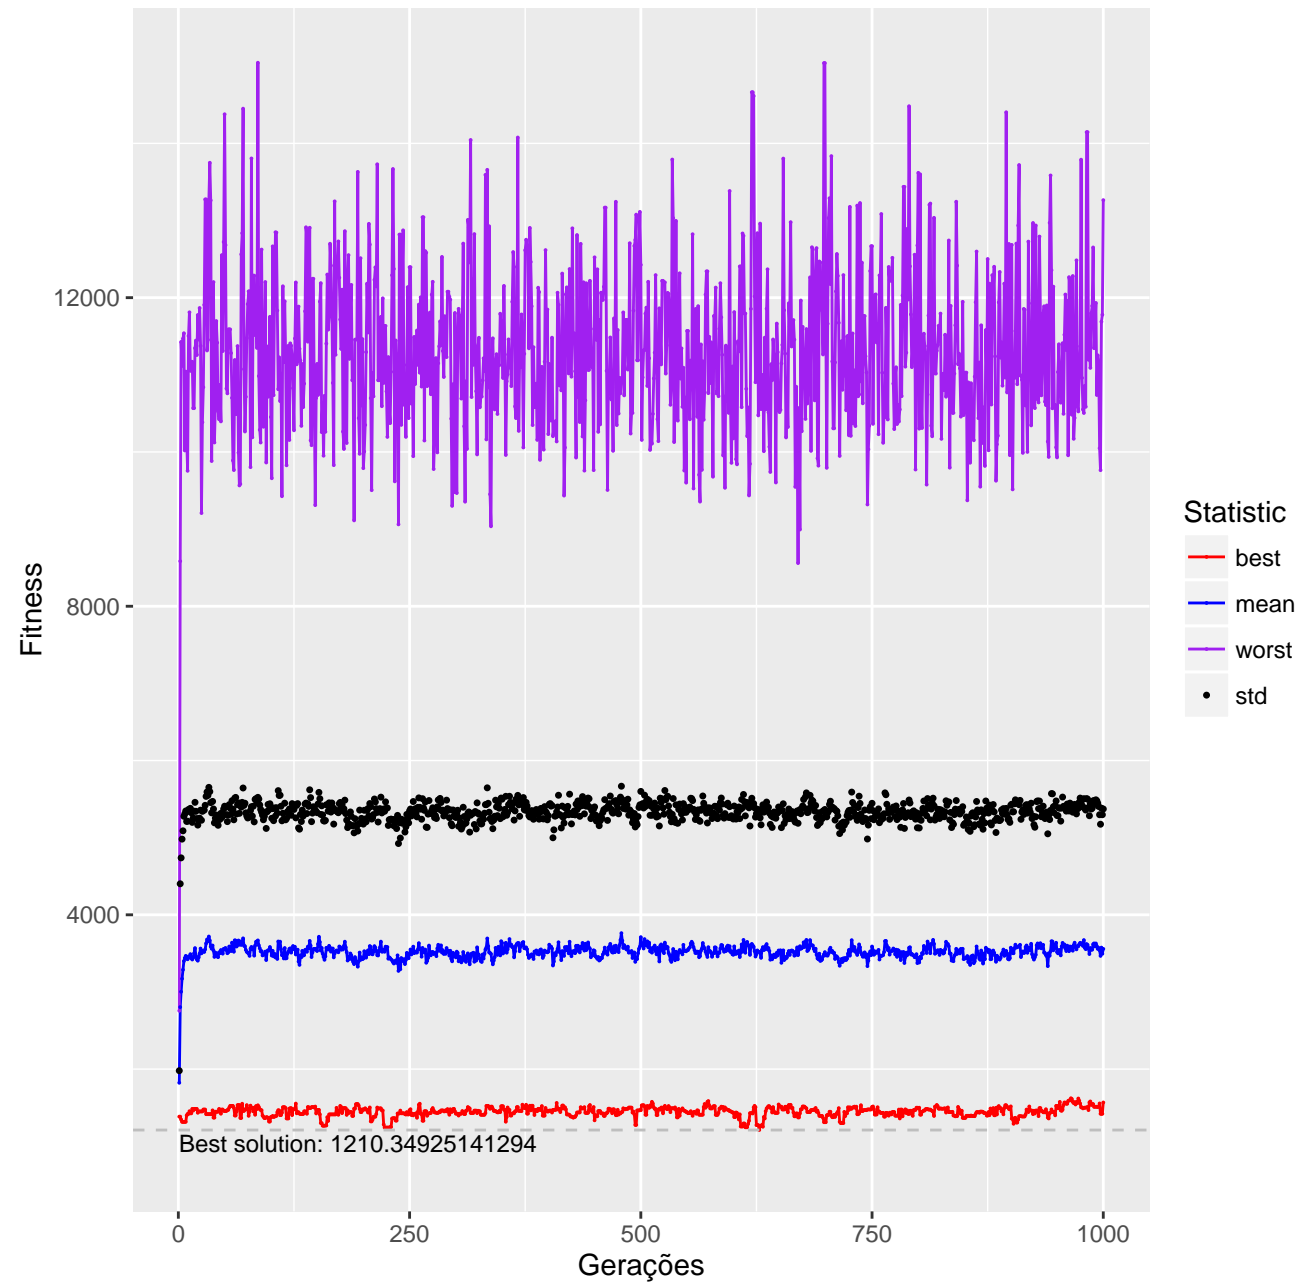 12000
8000
4000
Fitness
Best solution: 1210.34925141294
0
250
500
750
1000
Gerações
Statistic
best
mean
worst
std